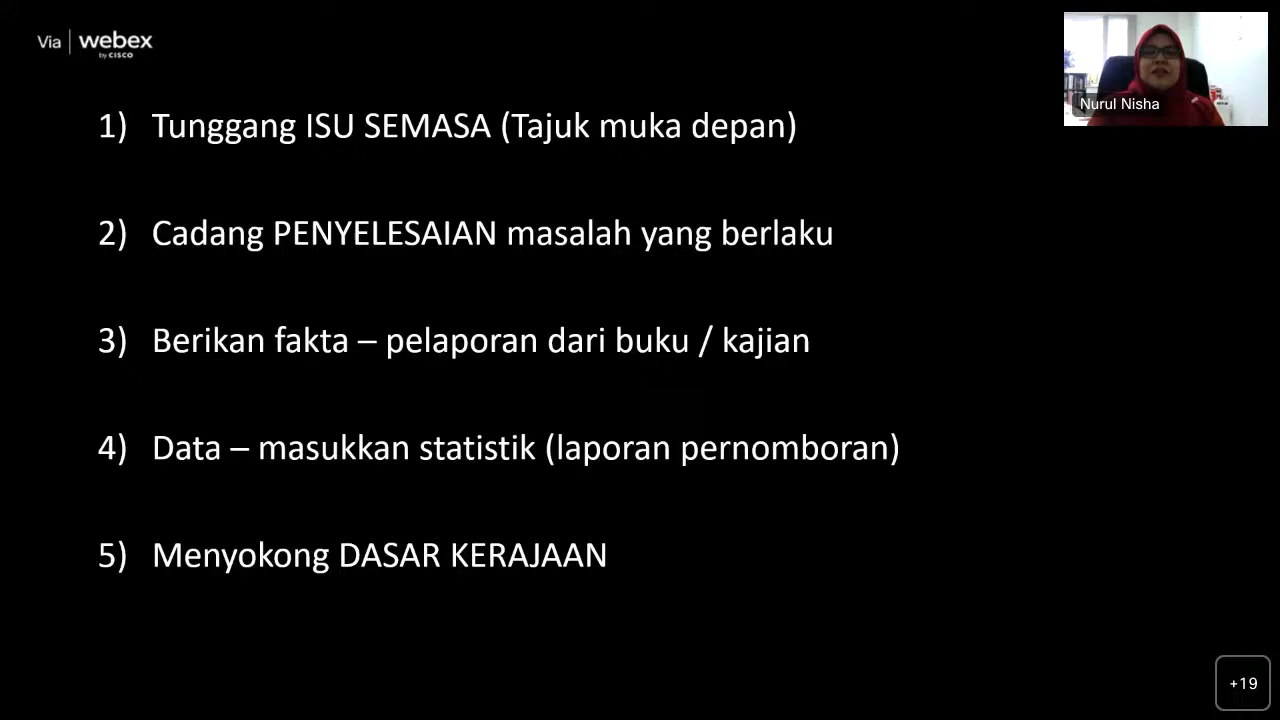 Via webex
by CISCO
Nurul Nisha
1) Tunggang ISU SEMASA (Tajuk muka depan)
2) Cadang PENYELESAIAN masalah yang berlaku
3) Berikan fakta – pelaporan dari buku / kajian
4) Data – masukkan statistik (laporan pernomboran)
5) Menyokong DASAR KERAJAAN
+19